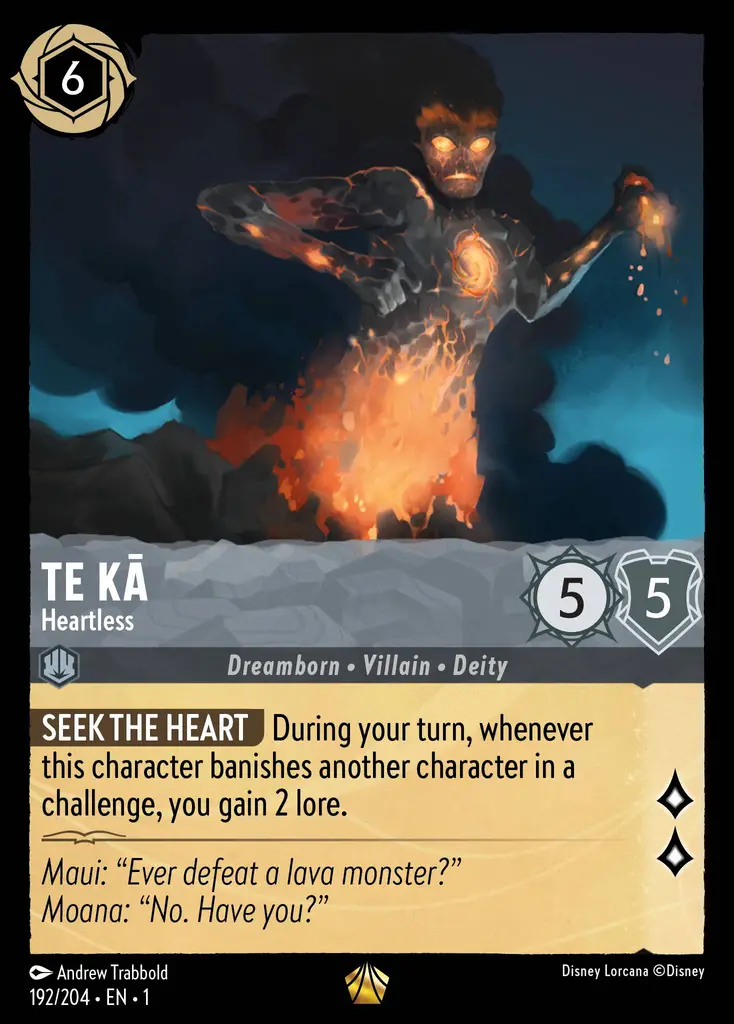 6
TE KĀ
Heartless
5 5
Dreamborn • Villain • Deity
SEEK THE HEART During your turn, whenever
this character banishes another character in a
challenge, you gain 2 lore.
Maui: “Ever defeat a lava monster?”
Moana: “No. Have you?”
Andrew Trabbold
Disney Lorcana ©Disney
192/204 • EN • 1